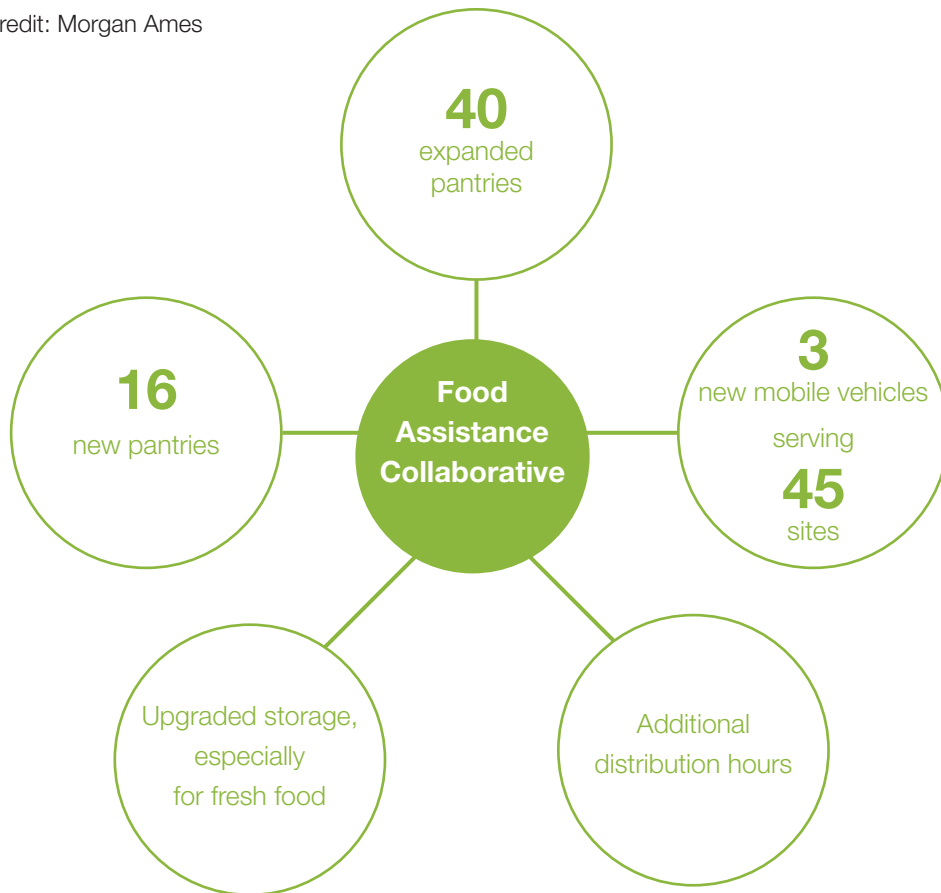 redit: Morgan Ames
40
expanded
pantries
16
new pantries
Food
Assistance
Collaborative
3
new mobile vehicles
serving
45
sites
Upgraded storage,
especially
for fresh food
Additional
distribution hours